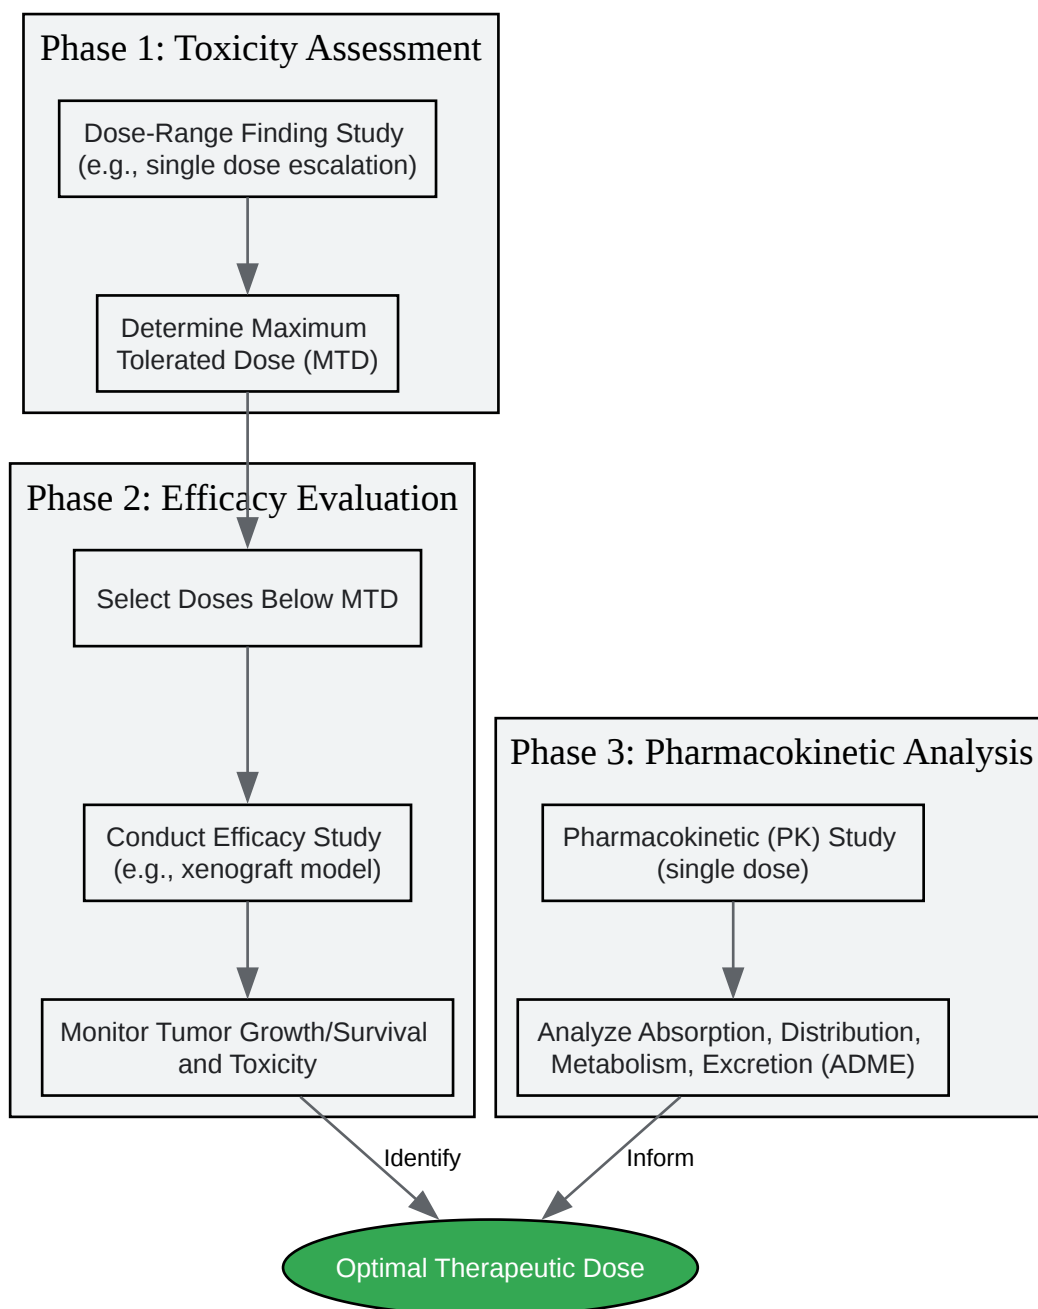 Phase 1: Toxicity Assessment
Dose-Range Finding Study
(e.g., single dose escalation)
Determine Maximum
Tolerated Dose (MTD)
Phase 2: Efficacy Evaluation
Select Doses Below MTD
Conduct Efficacy Study
(e.g., xenograft model)
Monitor Tumor Growth/Survival
and Toxicity
Phase 3: Pharmacokinetic Analysis
Pharmacokinetic (PK) Study
(single dose)
Analyze Absorption, Distribution,
Metabolism, Excretion (ADME)
Identify
Inform
Optimal Therapeutic Dose